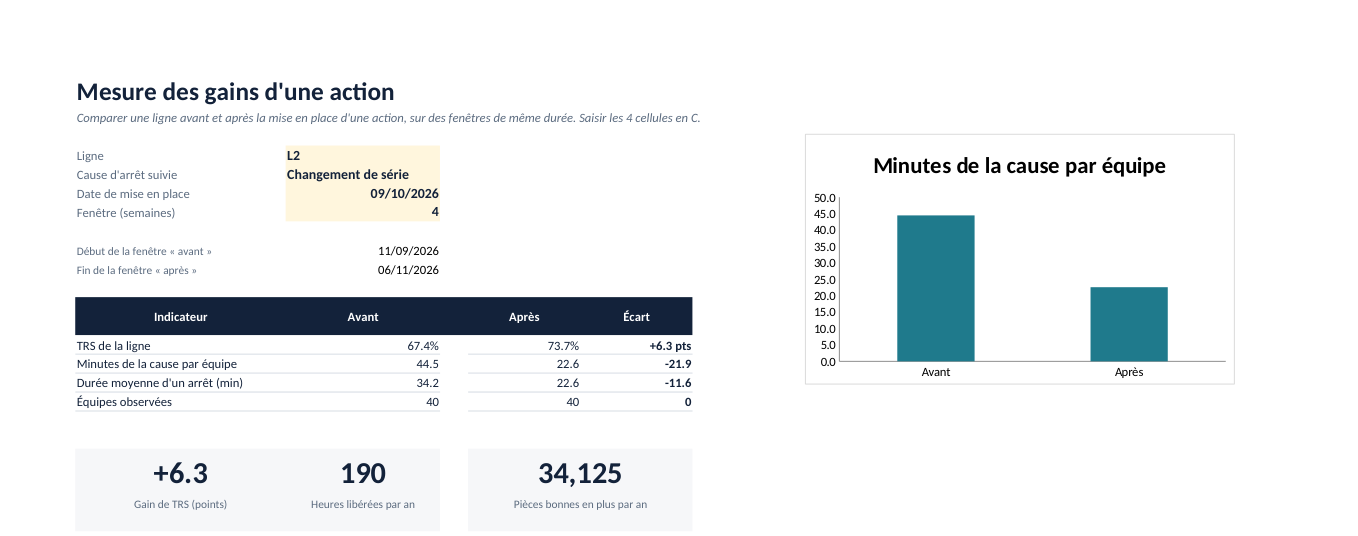 Mesure des gains d'une action
Comparer une ligne avant et après la mise en place d'une action, sur des fenêtres de même durée. Saisir les 4 cellules en C.
Ligne L2
Cause d'arrêt suivie Changement de série
Date de mise en place 09/10/2026
Fenêtre (semaines) 4
Début de la fenêtre « avant » 11/09/2026
Fin de la fenêtre « après » 06/11/2026
Indicateur Avant Après Écart
TRS de la ligne 67.4% 73.7% +6.3 pts
Minutes de la cause par équipe 44.5 22.6 -21.9
Durée moyenne d'un arrêt (min) 34.2 22.6 -11.6
Équipes observées 40 40 0
+6.3 190 34,125
Gain de TRS (points) Heures libérées par an Pièces bonnes en plus par an
Minutes de la cause par équipe
50.0
45.0
40.0
35.0
30.0
25.0
20.0
15.0
10.0
5.0
0.0
Avant Après